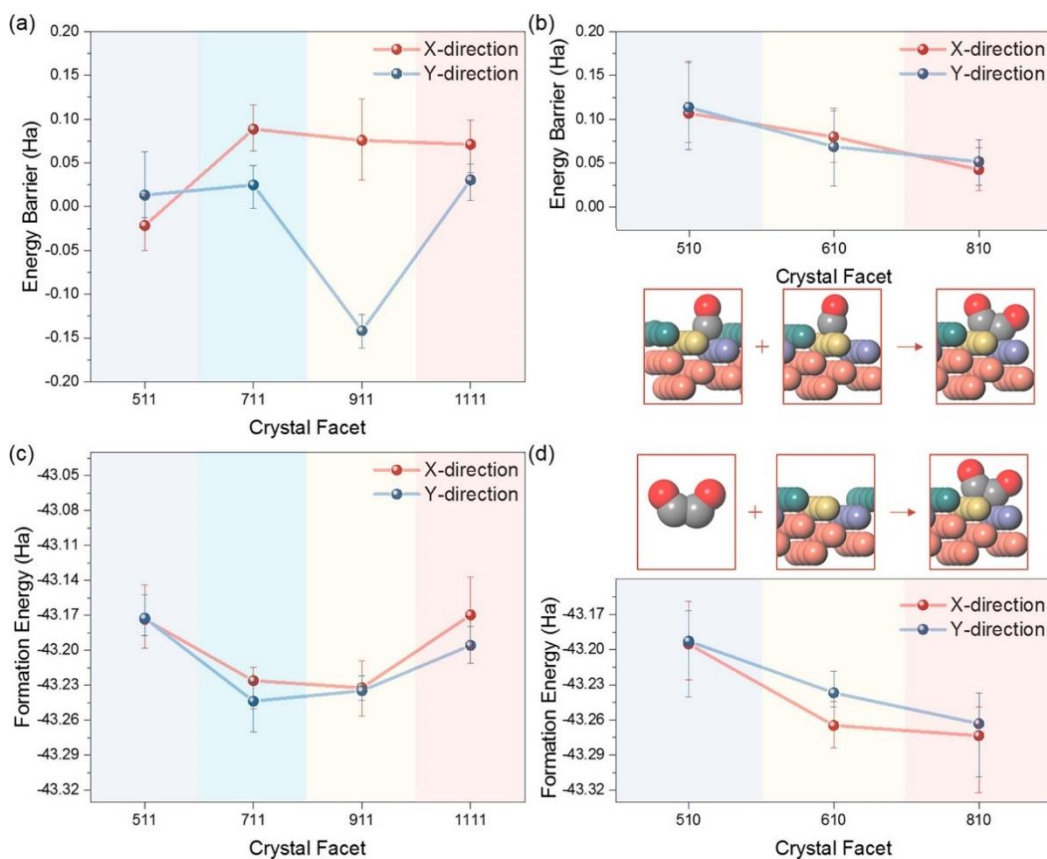 (a)
Energy Barrier (Ha)
0.20
0.15
0.10
0.05
0.00
-0.05
-0.10
-0.15
-0.20
X-direction
Y-direction
511 711 911 1111
Crystal Facet
(b)
Energy Barrier (Ha)
0.20
0.15
0.10
0.05
0.00
X-direction
Y-direction
510 610 810
Crystal Facet
+
(c)
Formation Energy (Ha)
-43.05
-43.08
-43.11
-43.14
-43.17
-43.20
-43.23
-43.26
-43.29
-43.32
X-direction
Y-direction
511 711 911 1111
Crystal Facet
(d)
+
Formation Energy (Ha)
-43.17
-43.20
-43.23
-43.26
-43.29
-43.32
X-direction
Y-direction
510 610 810
Crystal Facet